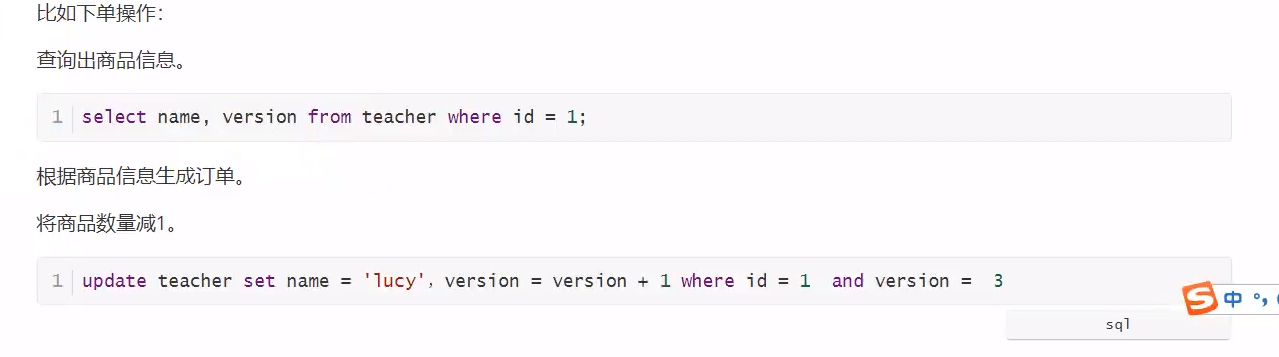 比如下单操作：
查询出商品信息。
1 select name, version from teacher where id = 1;
根据商品信息生成订单。
将商品数量减1。
1 update teacher set name = 'lucy', version = version + 1 where id = 1  and version =  3
中 °,
sql